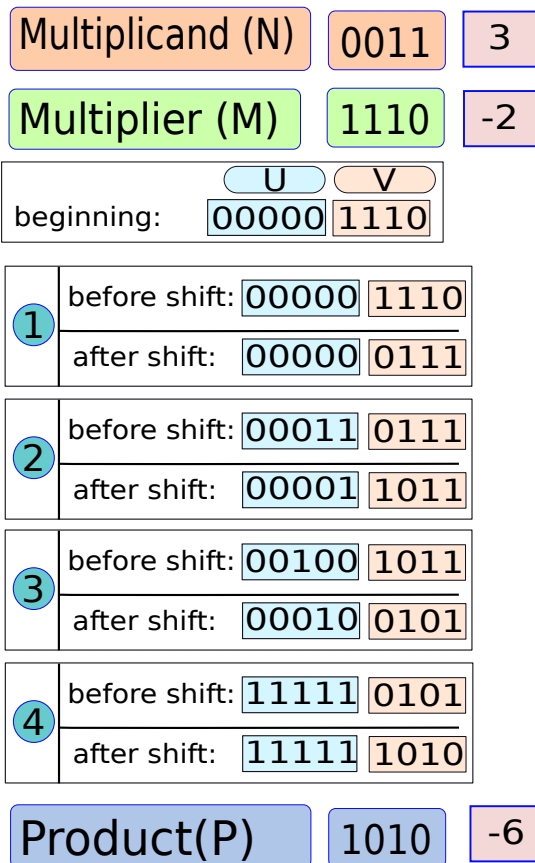 Multiplicand (N) 0011 3
Multiplier (M) 1110 -2
U V
beginning: 00000 1110
1
before shift: 00000 1110
after shift: 00000 0111
2
before shift: 00011 0111
after shift: 00001 1011
3
before shift: 00100 1011
after shift: 00010 0101
4
before shift: 11111 0101
after shift: 11111 1010
Product(P) 1010 -6